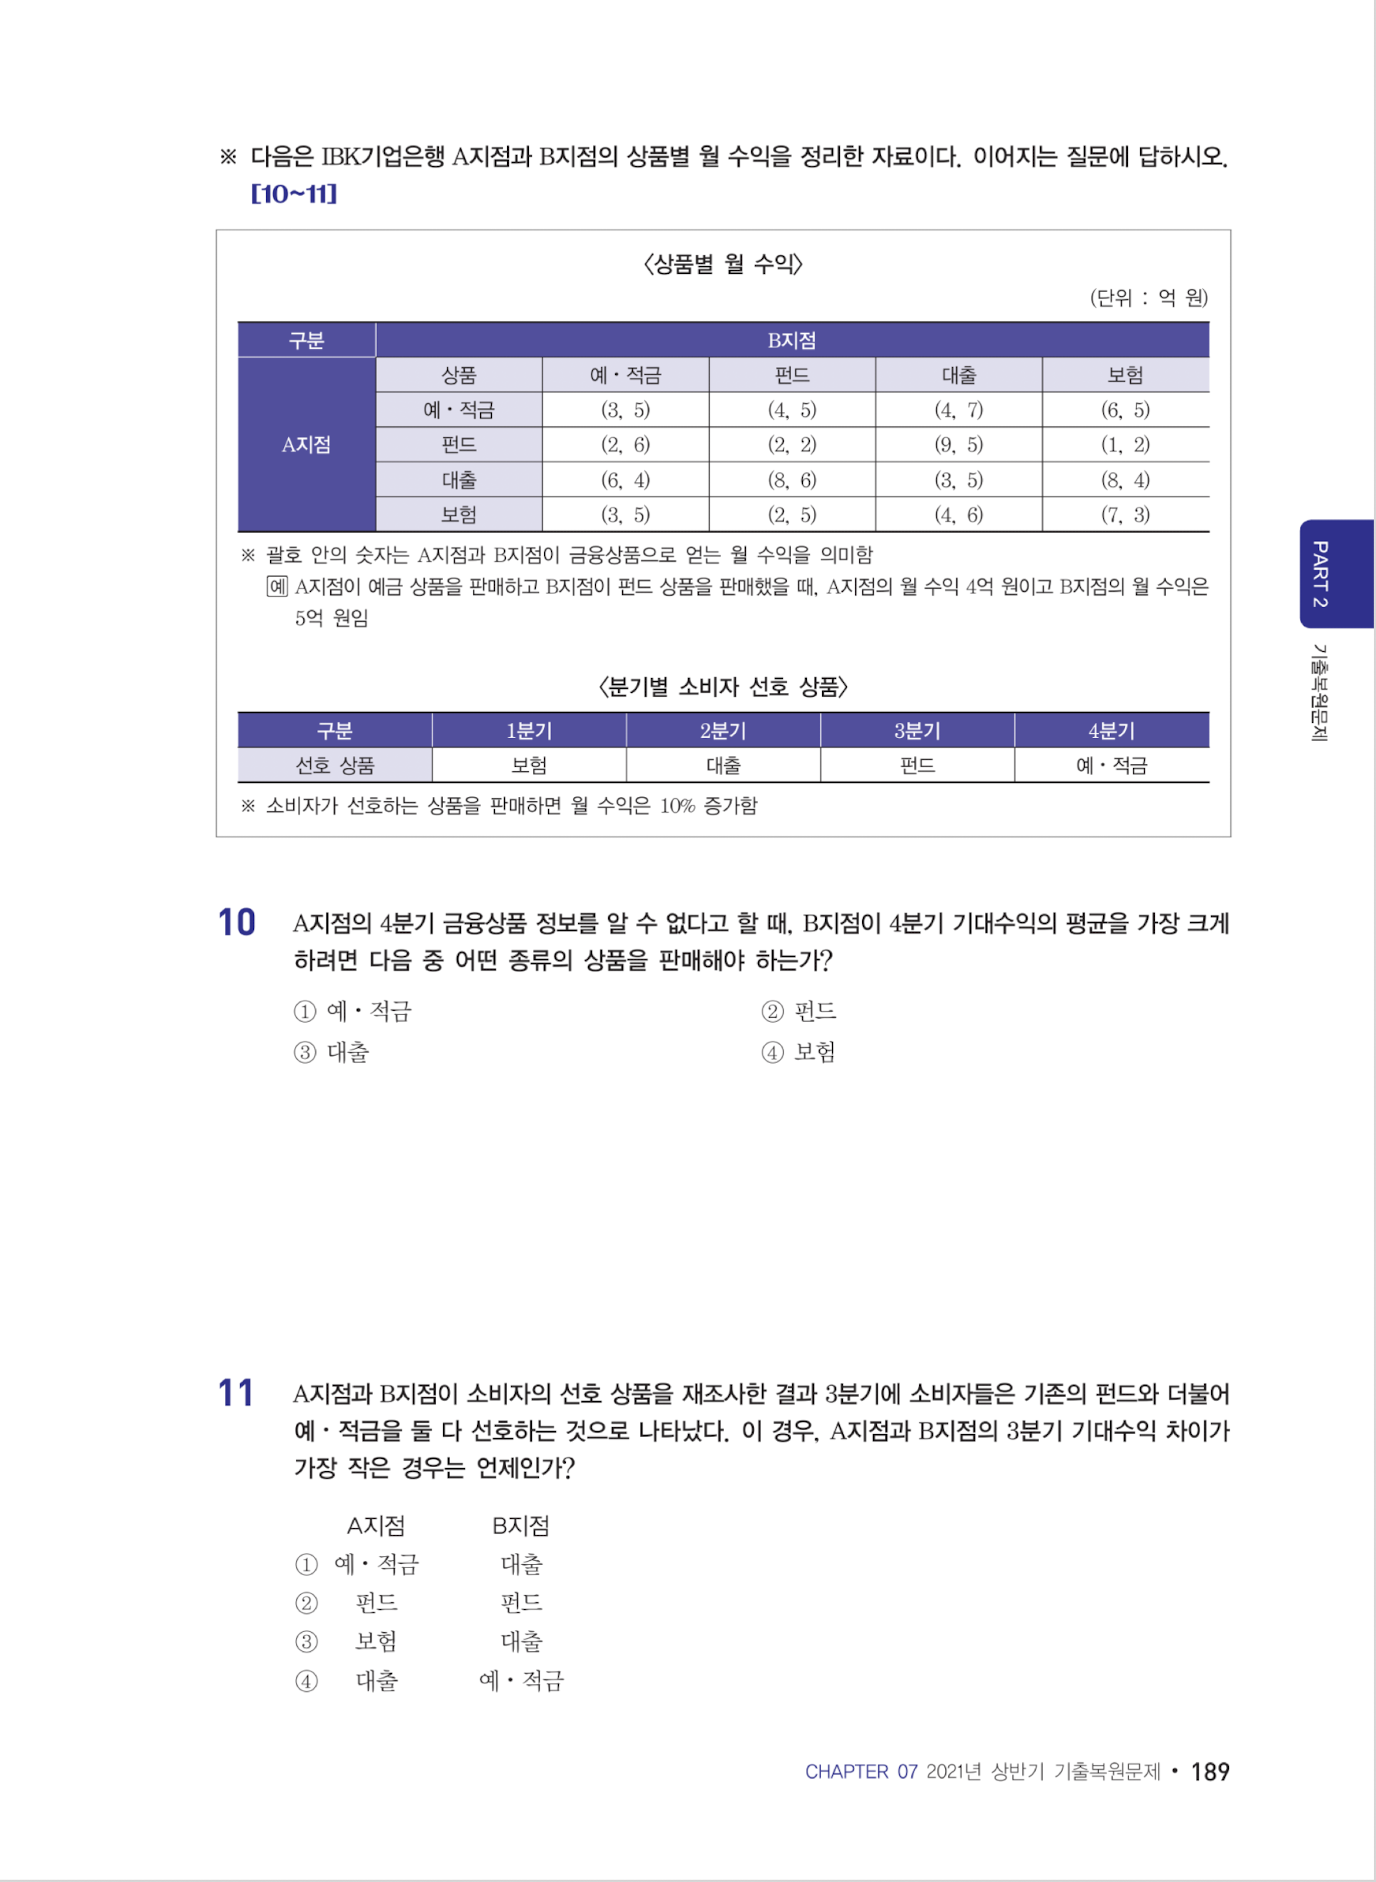 ※ 다음은 IBK기업은행 A지점과 B지점의 상품별 월 수익을 정리한 자료이다. 이어지는 질문에 답하시오.
[10~11]
〈상품별 월 수익〉
(단위 : 억 원)
구분 B지점
상품 예·적금 펀드 대출 보험
예·적금 (3, 5) (4, 5) (4, 7) (6, 5)
A지점 펀드 (2, 6) (2, 2) (9, 5) (1, 2)
대출 (6, 4) (8, 6) (3, 5) (8, 4)
보험 (3, 5) (2, 5) (4, 6) (7, 3)
※ 괄호 안의 숫자는 A지점과 B지점이 금융상품으로 얻는 월 수익을 의미함
예 A지점이 예금 상품을 판매하고 B지점이 펀드 상품을 판매했을 때, A지점의 월 수익 4억 원이고 B지점의 월 수익은
5억 원임
〈분기별 소비자 선호 상품〉
구분 1분기 2분기 3분기 4분기
선호 상품 보험 대출 펀드 예·적금
※ 소비자가 선호하는 상품을 판매하면 월 수익은 10% 증가함
PART 2 기출복원문제
10 A지점의 4분기 금융상품 정보를 알 수 없다고 할 때, B지점이 4분기 기대수익의 평균을 가장 크게
하려면 다음 중 어떤 종류의 상품을 판매해야 하는가?
① 예·적금 ② 펀드
③ 대출 ④ 보험
11 A지점과 B지점이 소비자의 선호 상품을 재조사한 결과 3분기에 소비자들은 기존의 펀드와 더불어
예·적금을 둘 다 선호하는 것으로 나타났다. 이 경우, A지점과 B지점의 3분기 기대수익 차이가
가장 작은 경우는 언제인가?
A지점 B지점
① 예·적금 대출
② 펀드 펀드
③ 보험 대출
④ 대출 예·적금
CHAPTER 07 2021년 상반기 기출복원문제 • 189